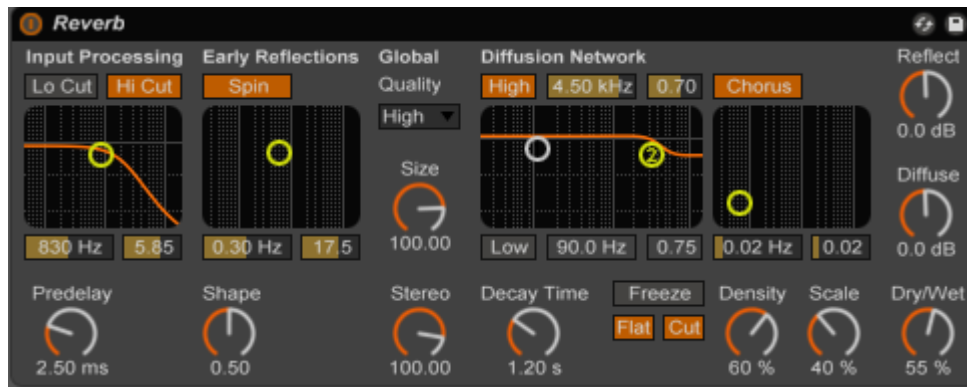 Reverb
Input Processing Early Reflections Global Diffusion Network Reflect
Lo Cut Hi Cut Spin Quality High 4.50 kHz 0.70 Chorus
High
0.0 dB
2
Size
Diffuse
100.00
830 Hz 5.85 0.30 Hz 17.5 Low 90.0 Hz 0.75 0.02 Hz 0.02 0.0 dB
Predelay Shape Stereo Decay Time Freeze Density Scale Dry/Wet
Flat Cut
2.50 ms 0.50 100.00 1.20 s 60 % 40 % 55 %